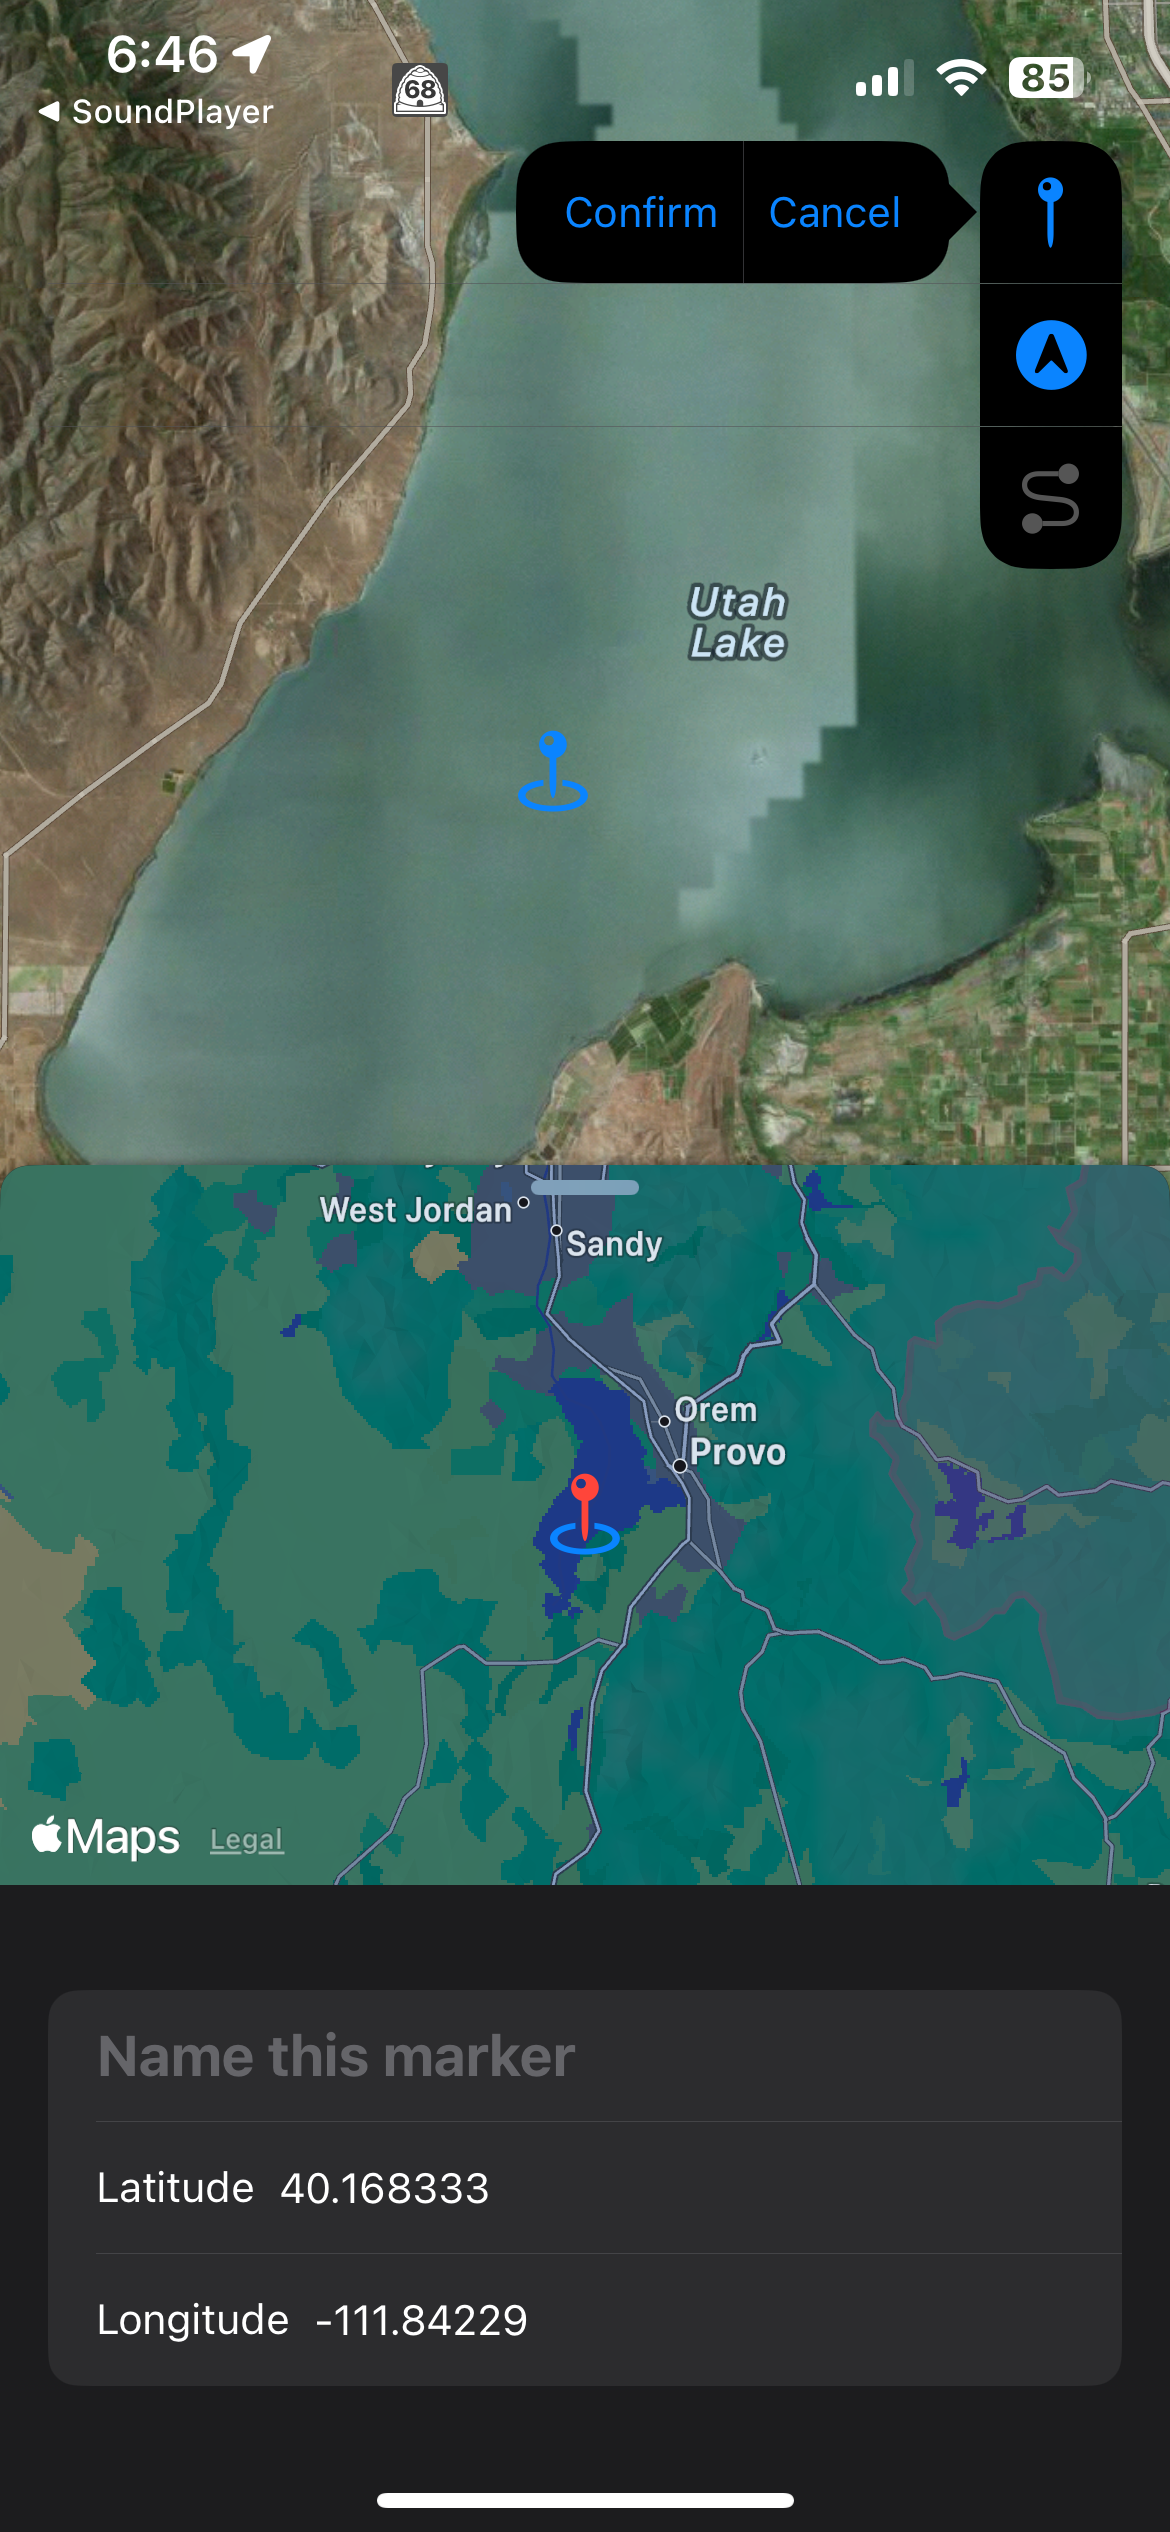 6:46
68
85
◀ SoundPlayer
Confirm
Cancel
Utah
Lake
West Jordan
Sandy
Orem
Provo
Maps
Legal
Name this marker
Latitude 40.168333
Longitude -111.84229